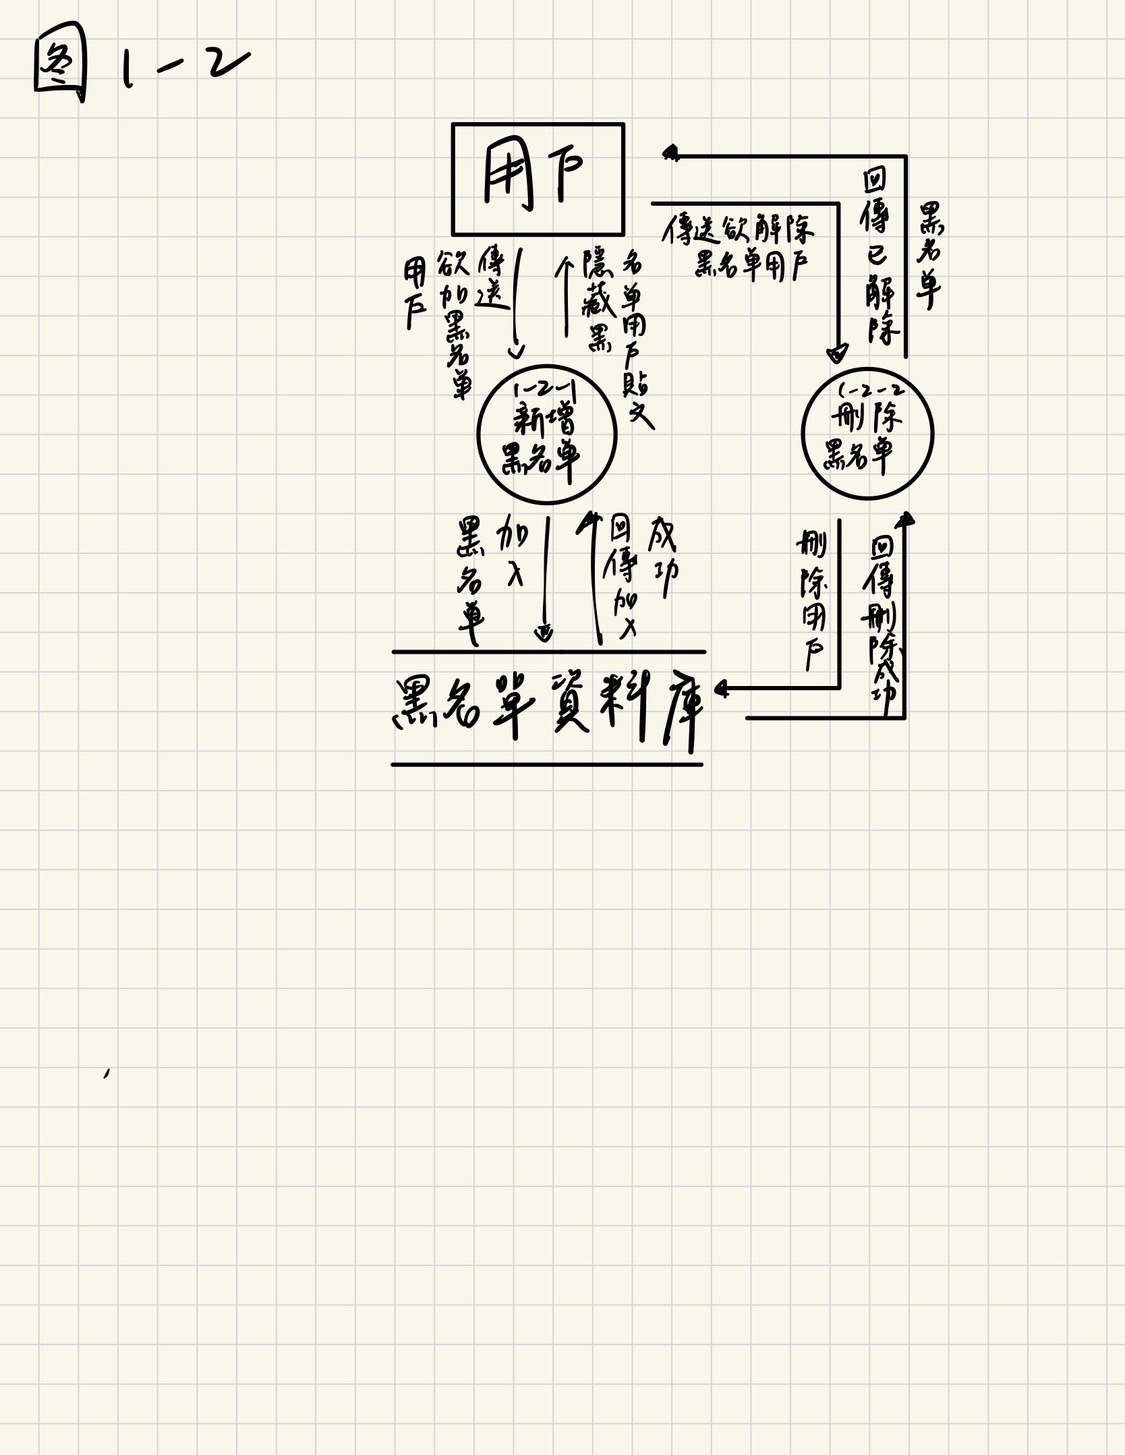 图 1-2
用戶
傳送
欲加黑名單
用戶
隱藏黑
名單用戶貼文
傳送欲解除
黑名單用戶
回傳已解除
黑名單
1-2-1
新增
黑名單
1-2-2
刪除
黑名單
加入
黑名單
回傳加入
成功
刪除用戶
回傳刪除成功
黑名單資料庫